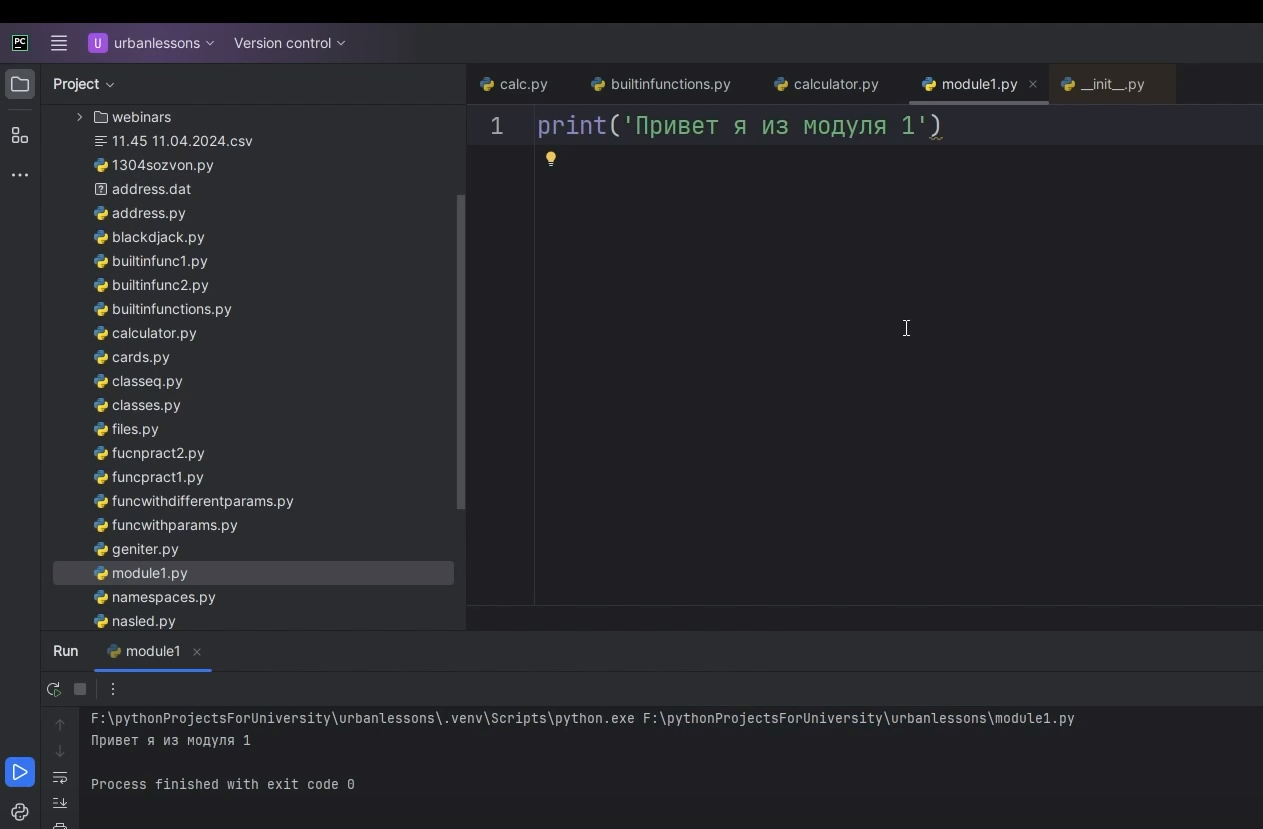 PC
U urbanlessons Version control
Project
calc.py builtinfunctions.py calculator.py module1.py __init__.py
webinars
11.45 11.04.2024.csv
1304sozvon.py
address.dat
address.py
blackdjack.py
builtinfunc1.py
builtinfunc2.py
builtinfunctions.py
calculator.py
cards.py
classeq.py
classes.py
files.py
fucnpract2.py
funcpract1.py
funcwithdifferentparams.py
funcwithparams.py
geniter.py
module1.py
namespaces.py
nasled.py
1 print('Привет я из модуля 1')
Run module1
F:\pythonProjectsForUniversity\urbanlessons\.venv\Scripts\python.exe F:\pythonProjectsForUniversity\urbanlessons\module1.py
Привет я из модуля 1
Process finished with exit code 0